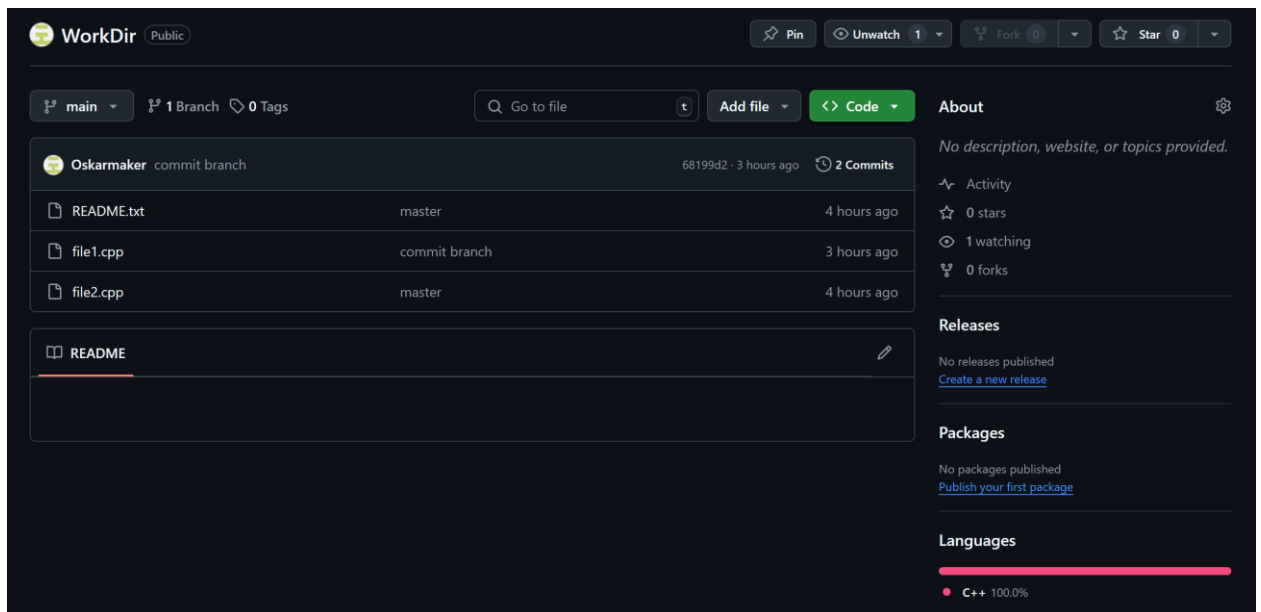 WorkDir Public
Pin
Unwatch 1
Fork 0
Star 0
main
1 Branch
0 Tags
Go to file t
Add file
<> Code
Oskarmaker commit branch 68199d2 · 3 hours ago 2 Commits
README.txt master 4 hours ago
file1.cpp commit branch 3 hours ago
file2.cpp master 4 hours ago
README
About
No description, website, or topics provided.
Activity
0 stars
1 watching
0 forks
Releases
No releases published
Create a new release
Packages
No packages published
Publish your first package
Languages
C++ 100.0%